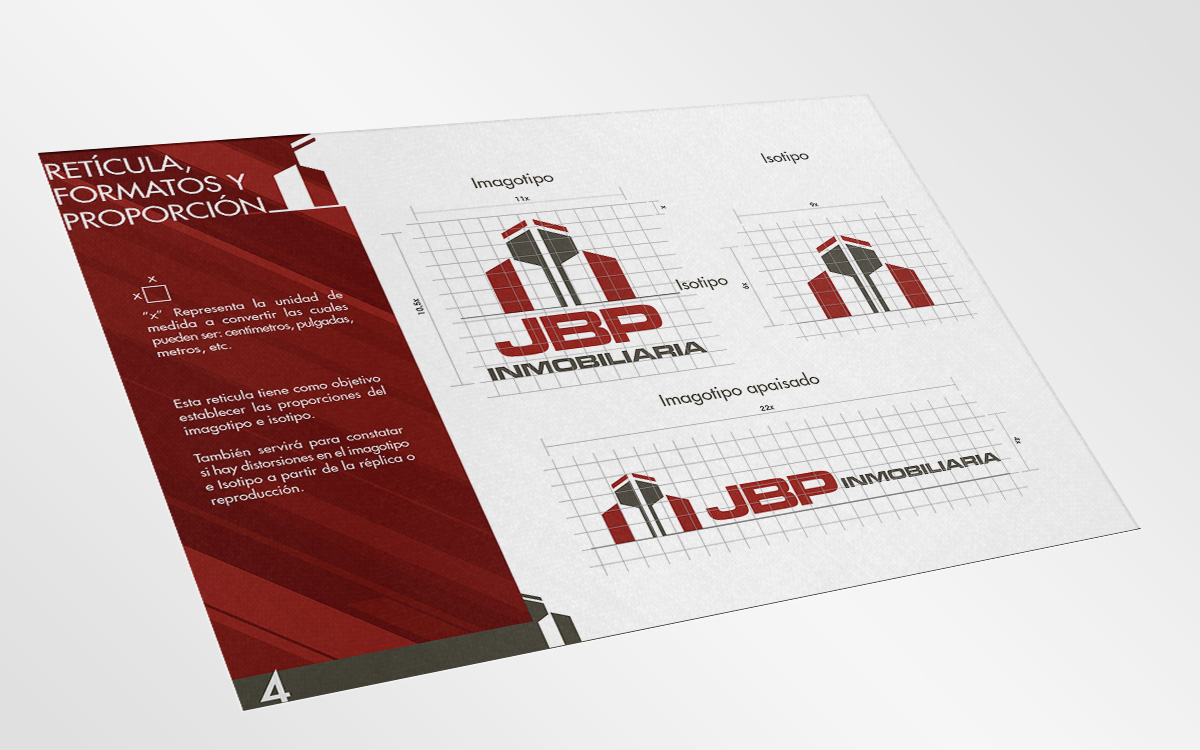 RETÍCULA,
FORMATOS Y
PROPORCIÓN
x
x
“x” Representa la unidad de
medida a convertir las cuales
pueden ser: centímetros, pulgadas,
metros, etc.
Esta retícula tiene como objetivo
establecer las proporciones del
imagotipo e isotipo.
También servirá para constatar
si hay distorsiones en el imagotipo
e Isotipo a partir de la réplica o
reproducción.
4
Imagotipo
11x
x
10.5x
JBP
INMOBILIARIA
Isotipo
Isotipo
9x
6x
Imagotipo apaisado
22x
4x
JBP INMOBILIARIA